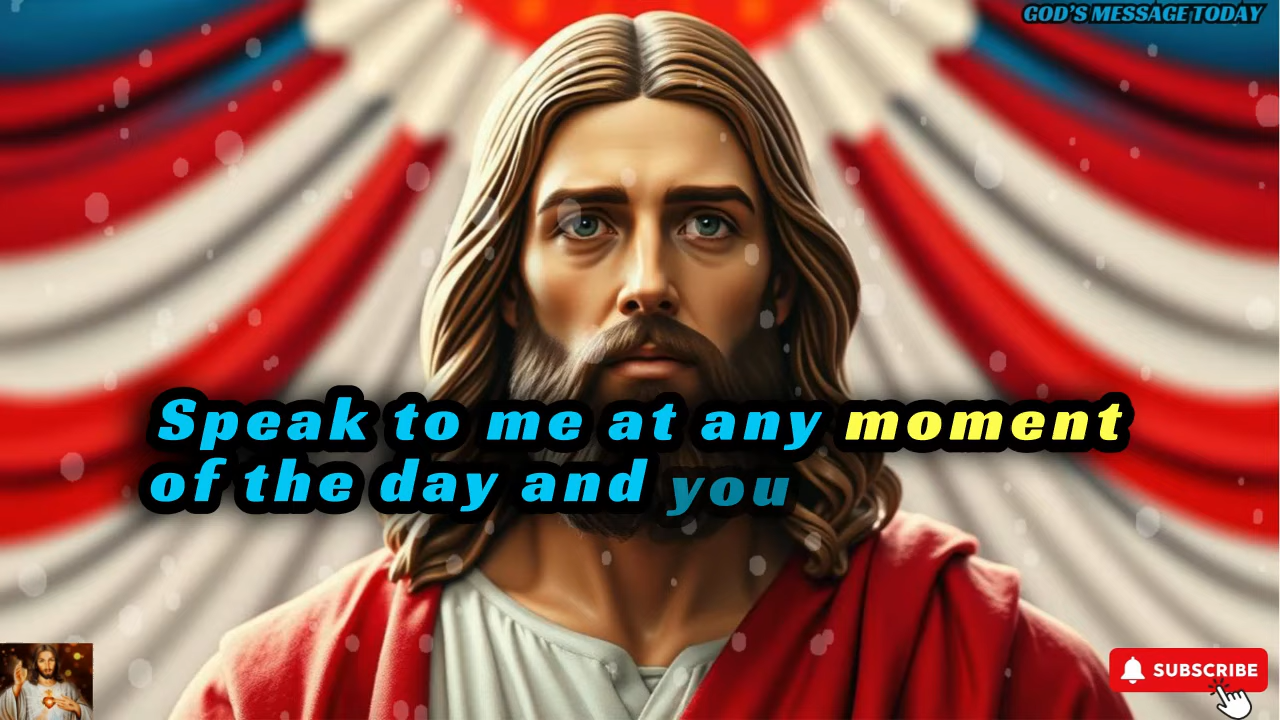 GOD'S MESSAGE TODAY
Speak to me at any moment
of the day and you
SUBSCRIBE